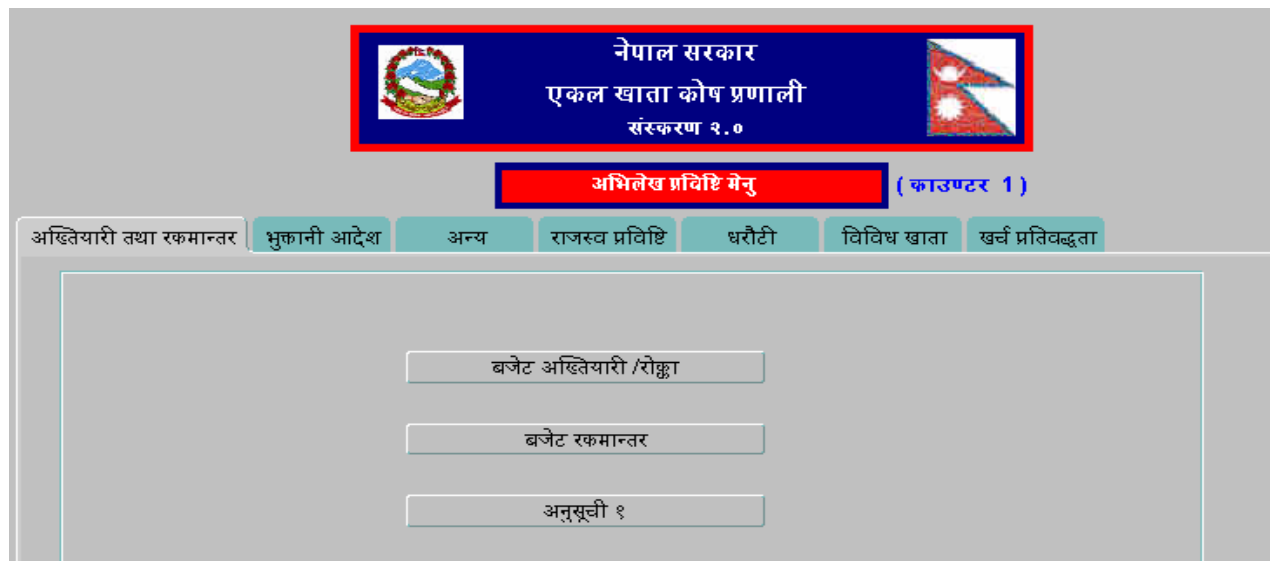 नेपाल सरकार
एकल खाता कोष प्रणाली
संस्करण २.०
अभिलेख प्रविष्टि मेनु
( काउण्टर 1 )
अख्तियारी तथा रकमान्तर भुक्तानी आदेश अन्य राजस्व प्रविष्टि धरौटी विविध खाता खर्च प्रतिवद्धता
बजेट अख्तियारी /रोक्का
बजेट रकमान्तर
अनुसूची १